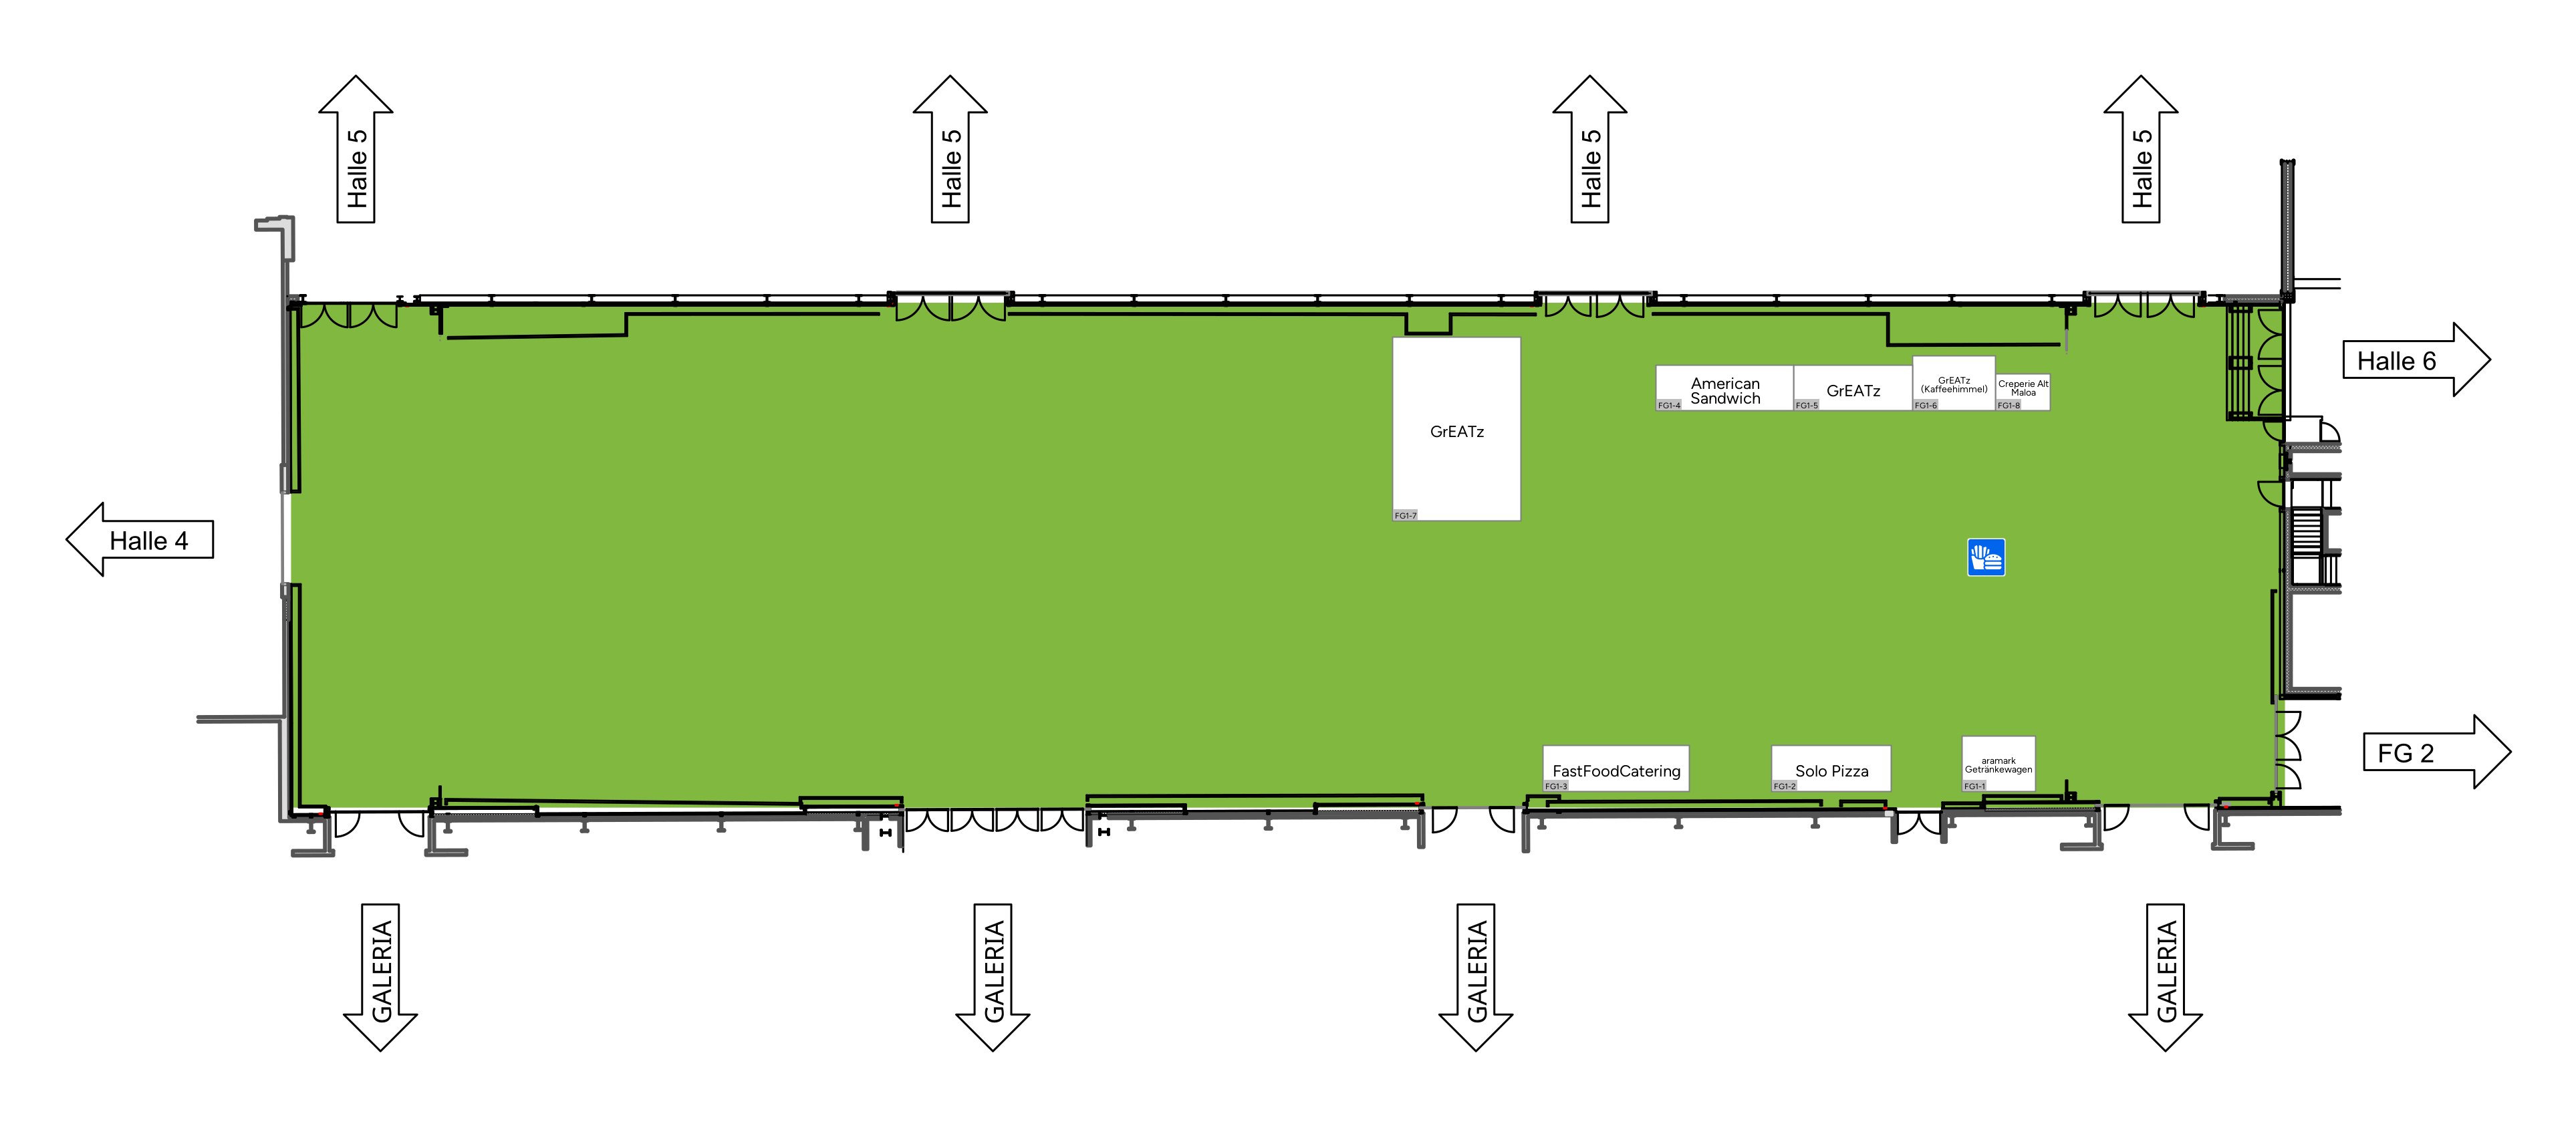 Halle 5
Halle 5
Halle 5
Halle 5
Halle 6
American
Sandwich
FG1-4
GrEATz
FG1-5
GrEATz
(Kaffeehimmel)
FG1-6
Creperie Alt
Maloa
FG1-8
GrEATz
FG1-7
Halle 4
FastFoodCatering
FG1-3
Solo Pizza
FG1-2
aramark
Getränkewagen
FG1-1
FG 2
GALERIA
GALERIA
GALERIA
GALERIA